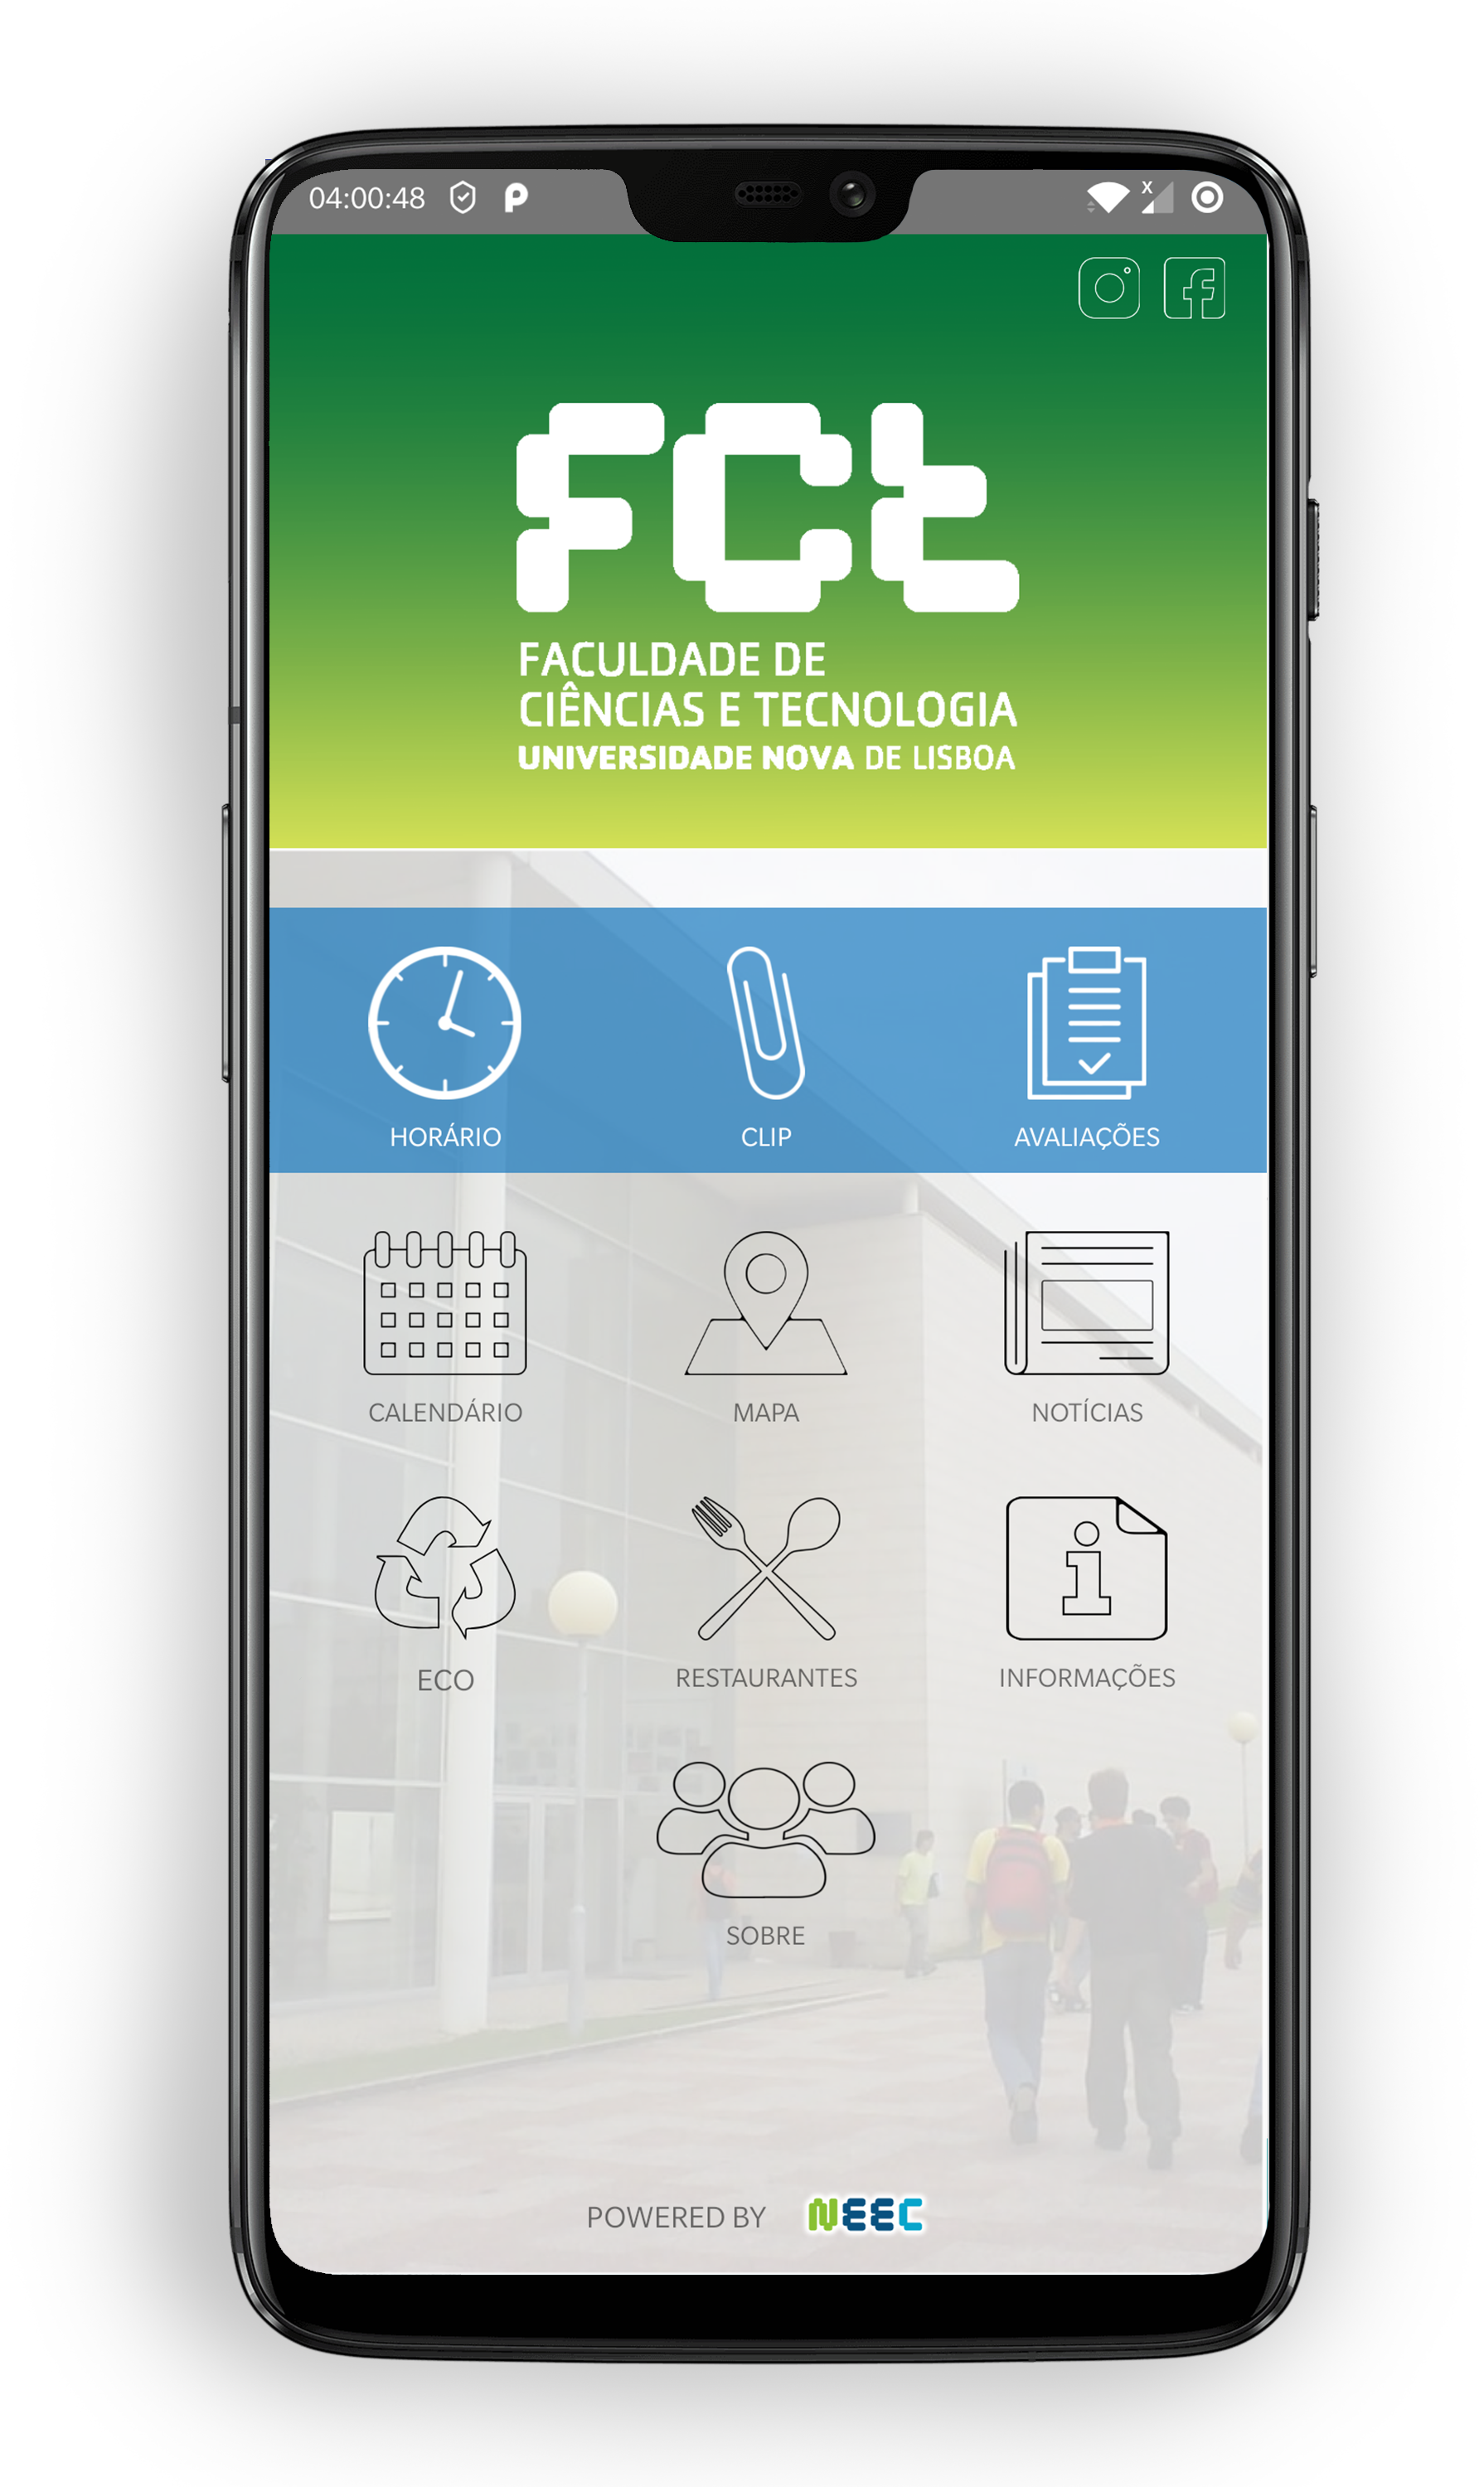 04:00:48
FCt
FACULDADE DE
CIÊNCIAS E TECNOLOGIA
UNIVERSIDADE NOVA DE LISBOA
HORÁRIO
CLIP
AVALIAÇÕES
CALENDÁRIO
MAPA
NOTÍCIAS
ECO
RESTAURANTES
INFORMAÇÕES
SOBRE
POWERED BY NEEC